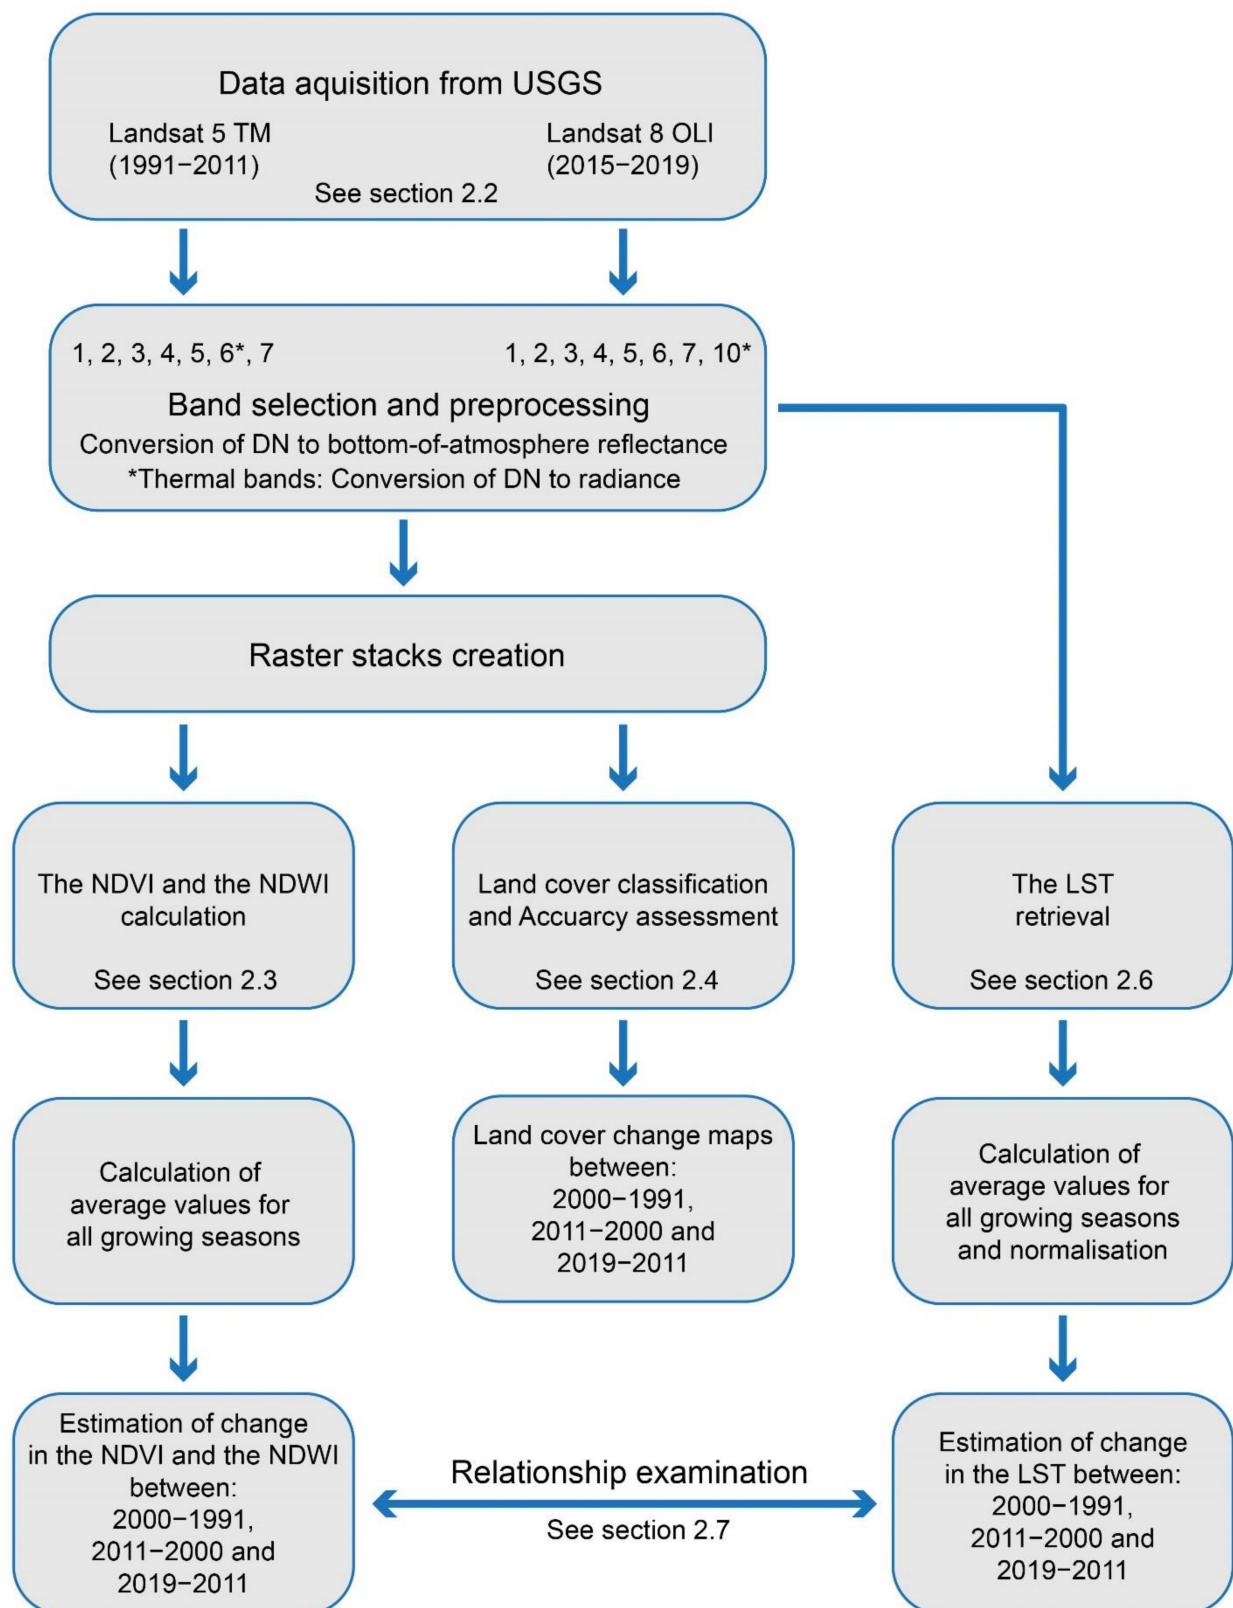 Data aquisition from USGS
Landsat 5 TM
(1991−2011)
Landsat 8 OLI
(2015−2019)
See section 2.2
1, 2, 3, 4, 5, 6*, 7
1, 2, 3, 4, 5, 6, 7, 10*
Band selection and preprocessing
Conversion of DN to bottom-of-atmosphere reflectance
*Thermal bands: Conversion of DN to radiance
Raster stacks creation
The NDVI and the NDWI
calculation
See section 2.3
Land cover classification
and Accuarcy assessment
See section 2.4
The LST
retrieval
See section 2.6
Calculation of
average values for
all growing seasons
Land cover change maps
between:
2000−1991,
2011−2000 and
2019−2011
Calculation of
average values for
all growing seasons
and normalisation
Estimation of change
in the NDVI and the NDWI
between:
2000−1991,
2011−2000 and
2019−2011
Relationship examination
See section 2.7
Estimation of change
in the LST between:
2000−1991,
2011−2000 and
2019−2011